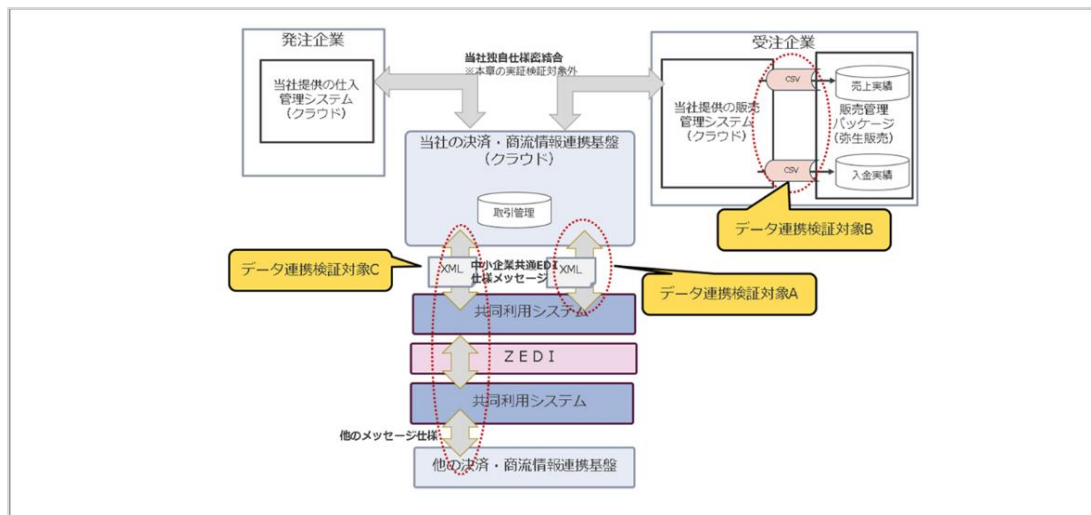 発注企業
当社提供の仕入
管理システム
(クラウド)
当社独自仕様密結合
※本章の実証検証対象外
受注企業
当社提供の販売
管理システム
(クラウド)
CSV
売上実績
販売管理
パッケージ
(弥生販売)
CSV
入金実績
データ連携検証対象B
当社の決済・商流情報連携基盤
(クラウド)
取引管理
データ連携検証対象C
XML
中小企業共通EDI
仕様メッセージ
XML
データ連携検証対象A
共同利用システム
ZEDI
共同利用システム
他のメッセージ仕様
他の決済・商流情報連携基盤